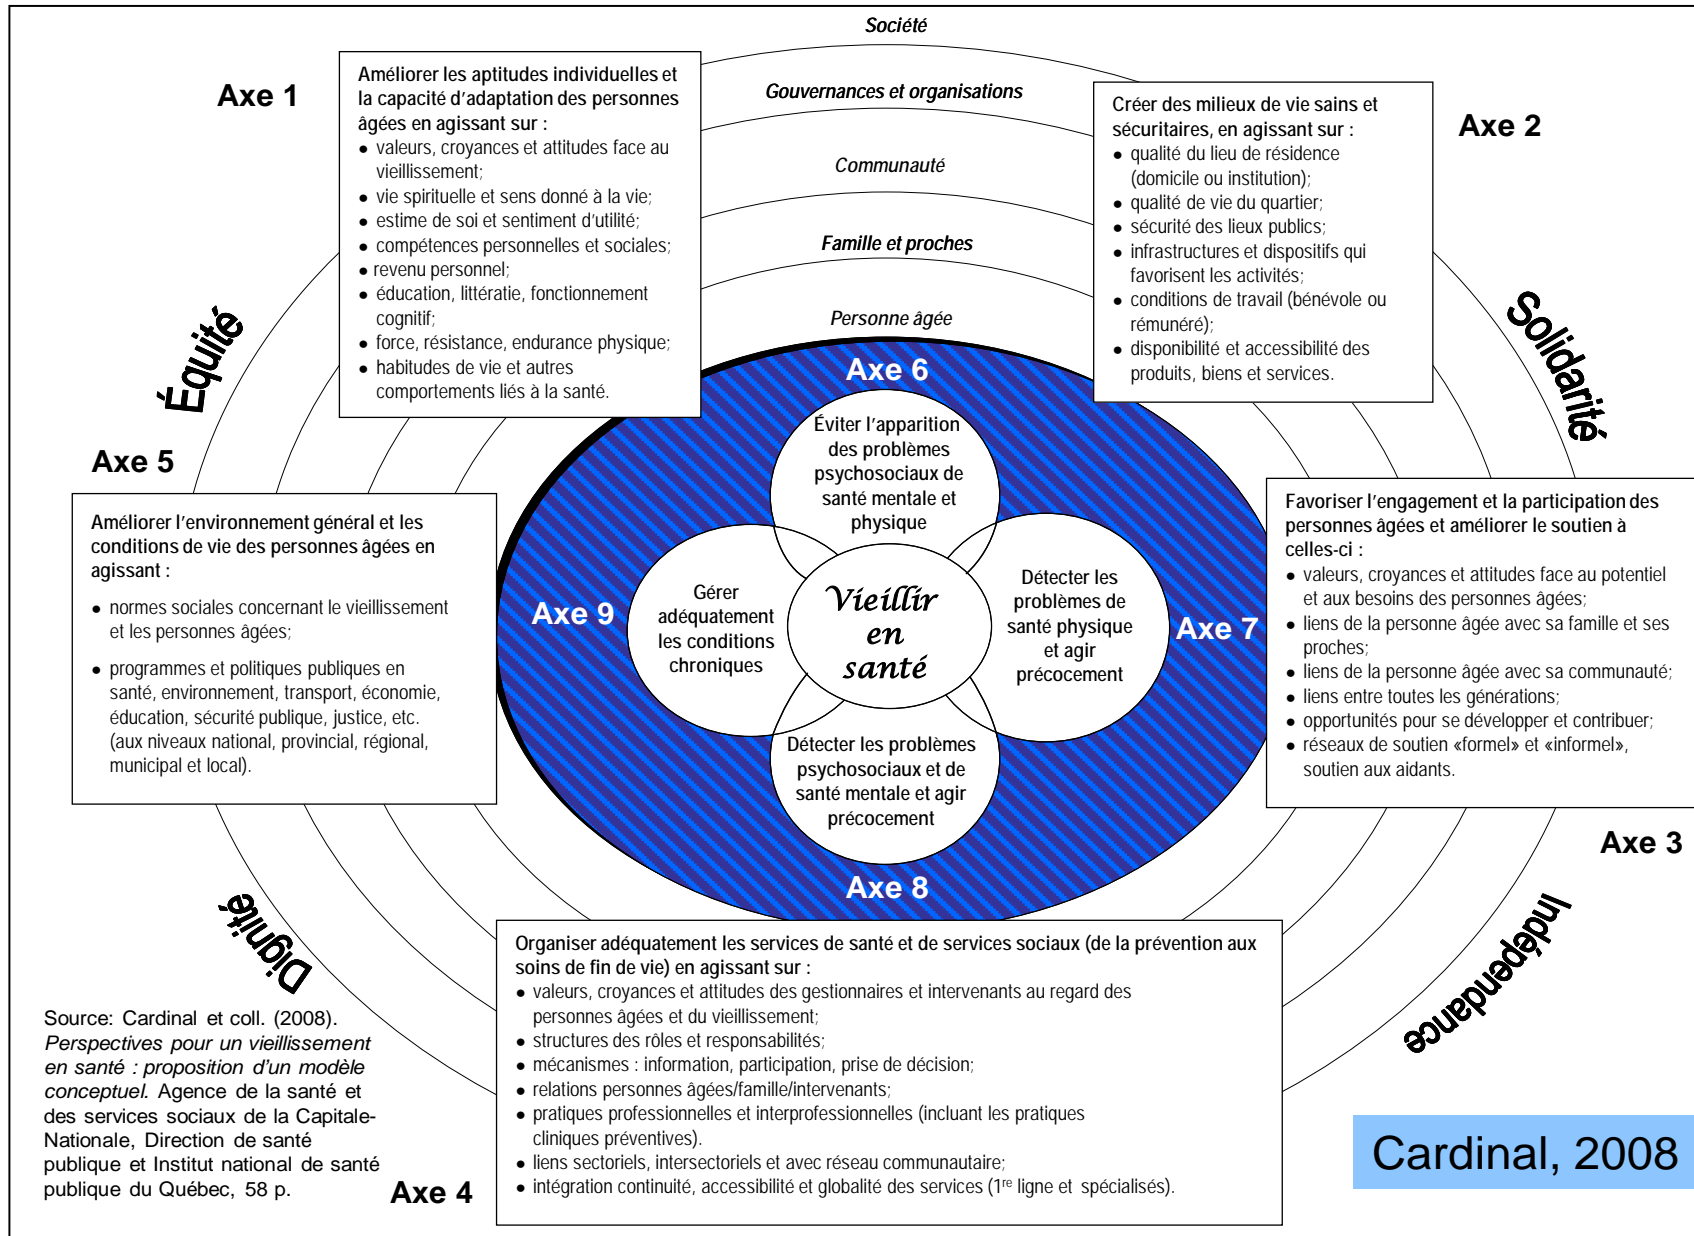 Société
Gouvernances et organisations
Communauté
Famille et proches
Personne âgée
Axe 1
Améliorer les aptitudes individuelles et
la capacité d'adaptation des personnes
âgées en agissant sur :
● valeurs, croyances et attitudes face au
vieillissement;
● vie spirituelle et sens donné à la vie;
● estime de soi et sentiment d'utilité;
● compétences personnelles et sociales;
● revenu personnel;
● éducation, littératie, fonctionnement
cognitif;
● force, résistance, endurance physique;
● habitudes de vie et autres
comportements liés à la santé.
Axe 2
Créer des milieux de vie sains et
sécuritaires, en agissant sur :
● qualité du lieu de résidence
(domicile ou institution);
● qualité de vie du quartier;
● sécurité des lieux publics;
● infrastructures et dispositifs qui
favorisent les activités;
● conditions de travail (bénévole ou
rémunéré);
● disponibilité et accessibilité des
produits, biens et services.
Équité
Solidarité
Axe 5
Améliorer l'environnement général et les
conditions de vie des personnes âgées en
agissant :
● normes sociales concernant le vieillissement
et les personnes âgées;
● programmes et politiques publiques en
santé, environnement, transport, économie,
éducation, sécurité publique, justice, etc.
(aux niveaux national, provincial, régional,
municipal et local).
Axe 6
Éviter l'apparition
des problèmes
psychosociaux de
santé mentale et
physique
Axe 9
Gérer
adéquatement
les conditions
chroniques
Vieillir
en
santé
Détecter les
problèmes de
santé physique
et agir
précocement
Axe 7
Détecter les problèmes
psychosociaux et de
santé mentale et agir
précocement
Axe 8
Favoriser l'engagement et la participation des
personnes âgées et améliorer le soutien à
celles-ci :
● valeurs, croyances et attitudes face au potentiel
et aux besoins des personnes âgées;
● liens de la personne âgée avec sa famille et ses
proches;
● liens de la personne âgée avec sa communauté;
● liens entre toutes les générations;
● opportunités pour se développer et contribuer;
● réseaux de soutien «formel» et «informel»,
soutien aux aidants.
Axe 3
Dignité
Indépendance
Organiser adéquatement les services de santé et de services sociaux (de la prévention aux
soins de fin de vie) en agissant sur :
● valeurs, croyances et attitudes des gestionnaires et intervenants au regard des
personnes âgées et du vieillissement;
● structures des rôles et responsabilités;
● mécanismes : information, participation, prise de décision;
● relations personnes âgées/famille/intervenants;
● pratiques professionnelles et interprofessionnelles (incluant les pratiques
cliniques préventives).
● liens sectoriels, intersectoriels et avec réseau communautaire;
● intégration continuité, accessibilité et globalité des services (1re ligne et spécialisés).
Axe 4
Source: Cardinal et coll. (2008).
Perspectives pour un vieillissement
en santé : proposition d'un modèle
conceptuel. Agence de la santé et
des services sociaux de la Capitale-
Nationale, Direction de santé
publique et Institut national de santé
publique du Québec, 58 p.
Cardinal, 2008